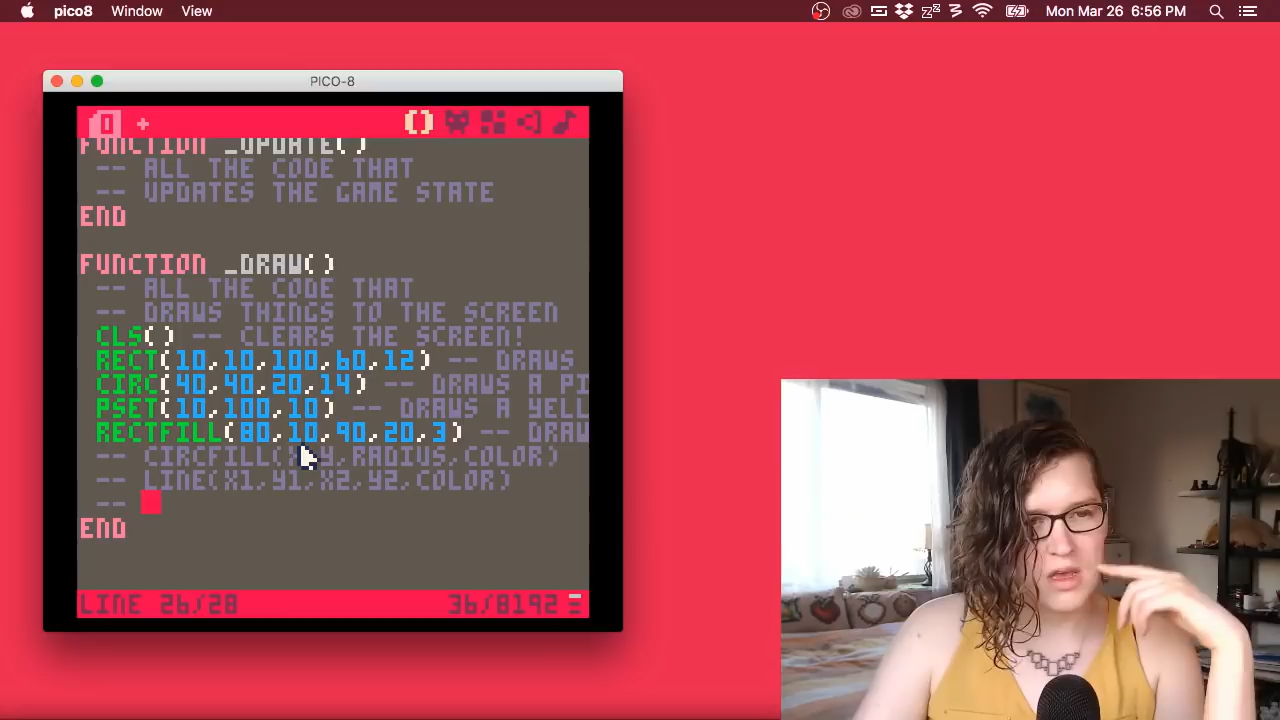 pico8 Window View Mon Mar 26 6:56 PM
PICO-8
0 +
FUNCTION _UPDATE()
-- ALL THE CODE THAT
-- UPDATES THE GAME STATE
END
FUNCTION _DRAW()
-- ALL THE CODE THAT
-- DRAWS THINGS TO THE SCREEN
CLS() -- CLEARS THE SCREEN!
RECT(10,10,100,60,12) -- DRAWS
CIRC(40,40,20,14) -- DRAWS A PI
PSET(10,100,10) -- DRAWS A YELL
RECTFILL(80,10,90,20,3) -- DRAW
-- CIRCFILL(X,Y,RADIUS,COLOR)
-- LINE(X1,Y1,X2,Y2,COLOR)
--
END
LINE 26/28 36/8192